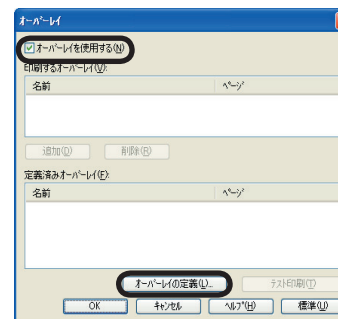 オーバーレイ
オーバーレイを使用する(N)
印刷するオーバーレイ(V):
名前 ページ
追加(D) 削除(R)
定義済みオーバーレイ(F):
名前 ページ
オーバーレイの定義(L)... テスト印刷(T)
OK キャンセル ヘルプ(H) 標準(U)